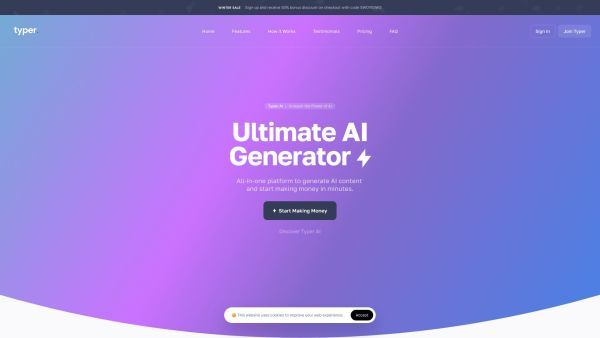 WINTER SALE Sign up and receive 50% bonus discount on checkout with code
typer
Home Features How it Works Testimonials Pricing FAQ
Sign In Join Typer
Typer AI | Unleash the Power of AI
Ultimate AI
Generator
All-in-one platform to generate AI content
and start making money in minutes.
Start Making Money
Discover Typer AI
This website uses cookies to improve your web experience.
Accept